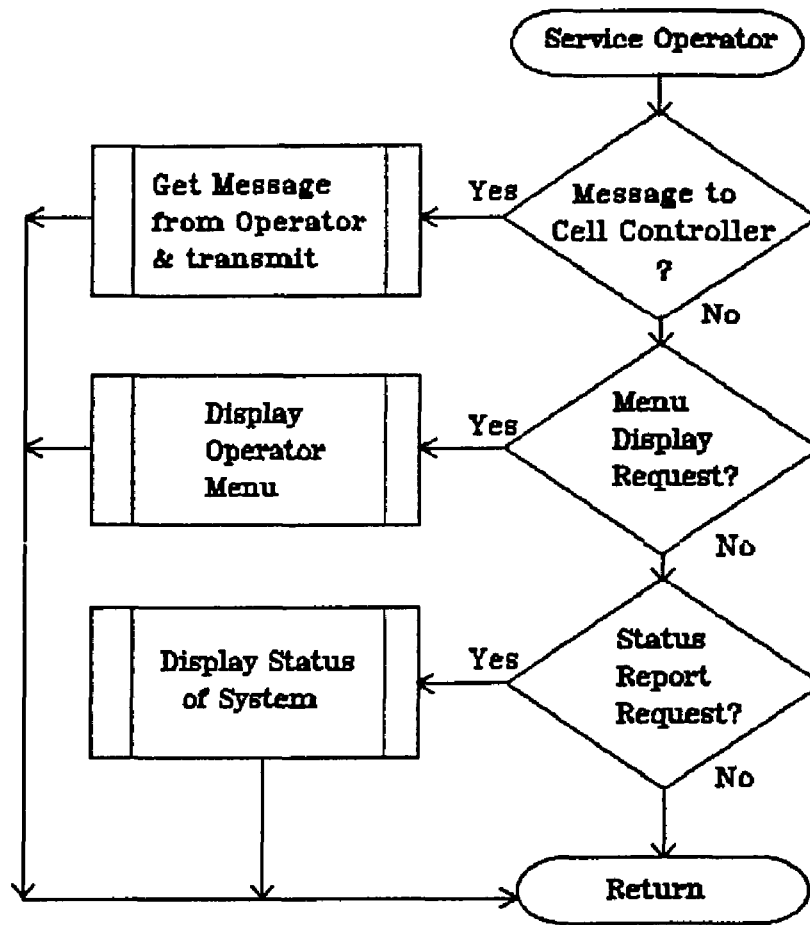 Service Operator
Message to
Cell Controller
?
Yes
Get Message
from Operator
& transmit
No
Menu
Display
Request?
Yes
Display
Operator
Menu
No
Status
Report
Request?
Yes
Display Status
of System
No
Return